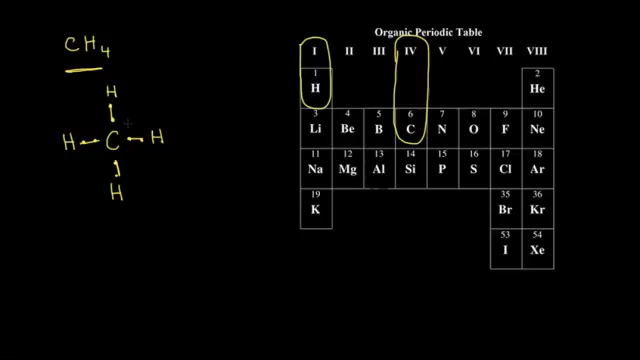 CH4
H
H C H
H
Organic Periodic Table
I II III IV V VI VII VIII
1 2
H He
3 4 5 6 7 8 9 10
Li Be B C N O F Ne
11 12 13 14 15 16 17 18
Na Mg Al Si P S Cl Ar
19 35 36
K Br Kr
53 54
I Xe